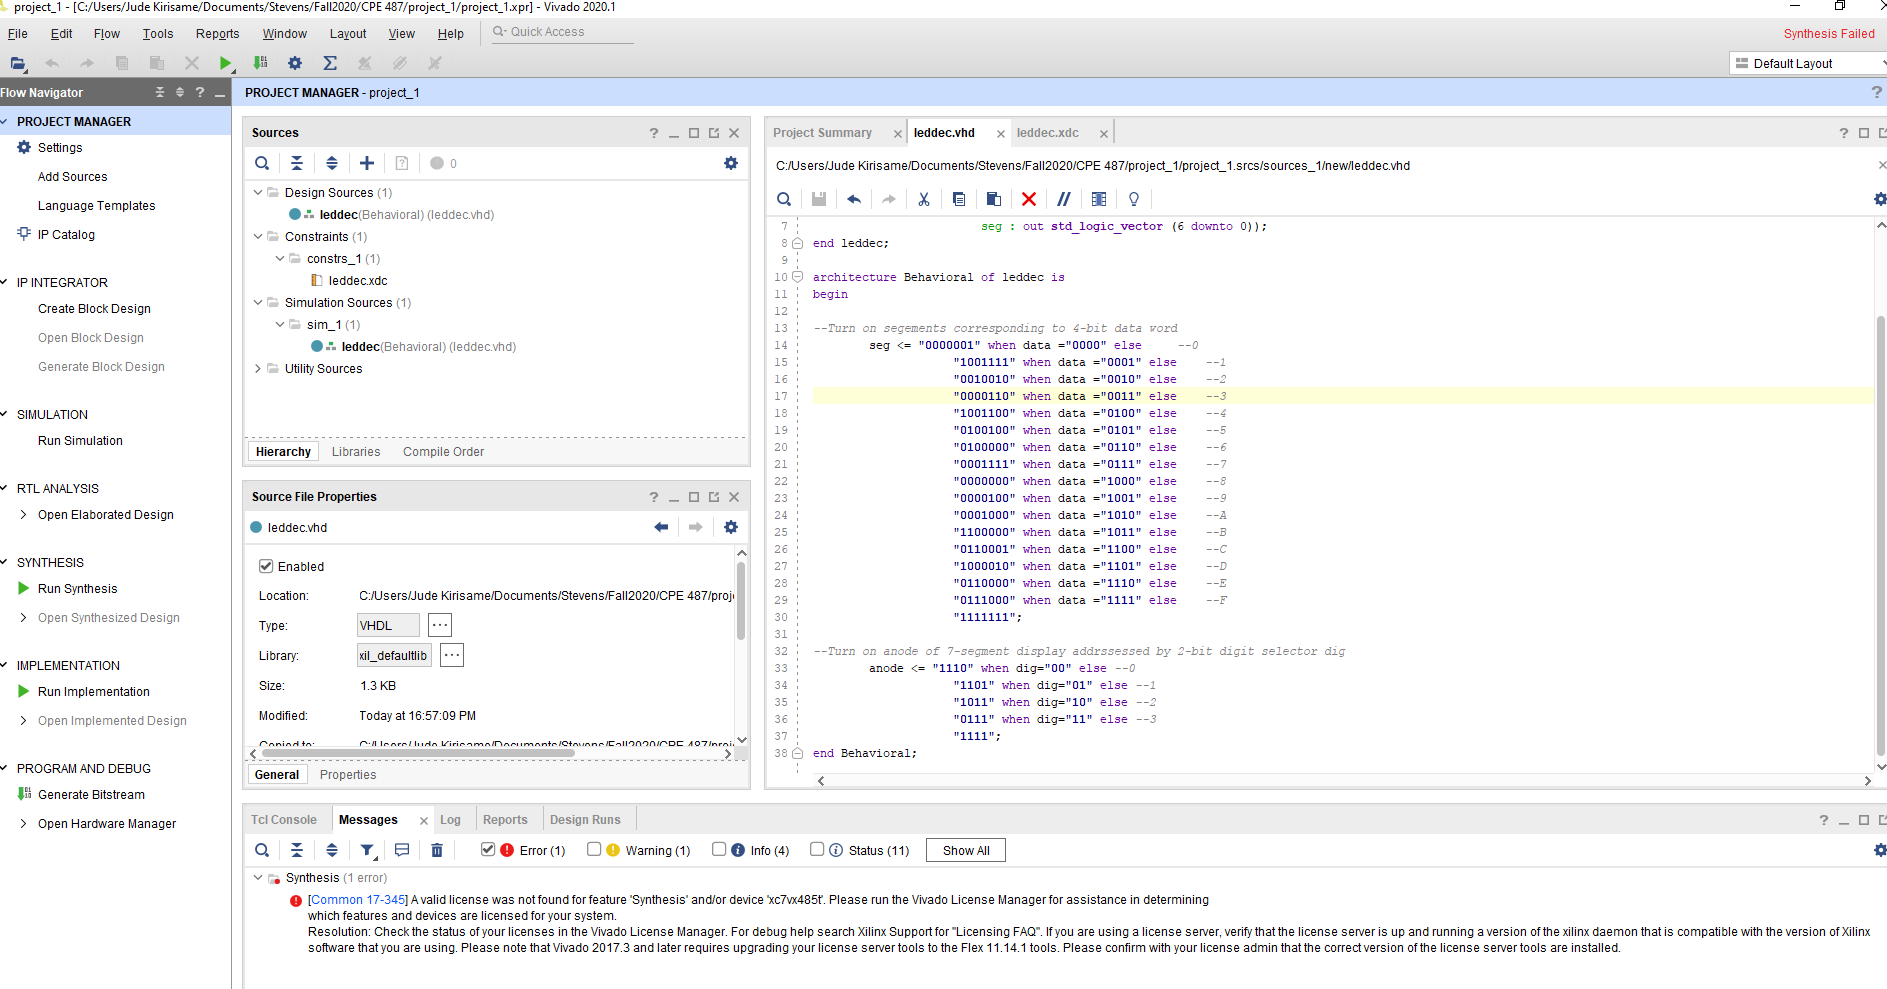 project_1 - [C:/Users/Jude Kirisame/Documents/Stevens/Fall2020/CPE 487/project_1/project_1.xpr] - Vivado 2020.1
File Edit Flow Tools Reports Window Layout View Help Quick Access
Synthesis Failed
Default Layout
Flow Navigator
PROJECT MANAGER
Settings
Add Sources
Language Templates
IP Catalog
IP INTEGRATOR
Create Block Design
Open Block Design
Generate Block Design
SIMULATION
Run Simulation
RTL ANALYSIS
Open Elaborated Design
SYNTHESIS
Run Synthesis
Open Synthesized Design
IMPLEMENTATION
Run Implementation
Open Implemented Design
PROGRAM AND DEBUG
Generate Bitstream
Open Hardware Manager
PROJECT MANAGER - project_1
Sources
0
Design Sources (1)
leddec(Behavioral) (leddec.vhd)
Constraints (1)
constrs_1 (1)
leddec.xdc
Simulation Sources (1)
sim_1 (1)
leddec(Behavioral) (leddec.vhd)
Utility Sources
Hierarchy Libraries Compile Order
Source File Properties
leddec.vhd
Enabled
Location: C:/Users/Jude Kirisame/Documents/Stevens/Fall2020/CPE 487/proj
Type: VHDL
Library: xil_defaultlib
Size: 1.3 KB
Modified: Today at 16:57:09 PM
Copied to: C:/Users/Jude Kirisame/Documents/Stevens/Fall2020/CPE 487/proj
General Properties
Project Summary leddec.vhd leddec.xdc
C:/Users/Jude Kirisame/Documents/Stevens/Fall2020/CPE 487/project_1/project_1.srcs/sources_1/new/leddec.vhd
7 seg : out std_logic_vector (6 downto 0));
8 end leddec;
9
10 architecture Behavioral of leddec is
11 begin
12
13 --Turn on segements corresponding to 4-bit data word
14 seg <= "0000001" when data ="0000" else --0
15 "1001111" when data ="0001" else --1
16 "0010010" when data ="0010" else --2
17 "0000110" when data ="0011" else --3
18 "1001100" when data ="0100" else --4
19 "0100100" when data ="0101" else --5
20 "0100000" when data ="0110" else --6
21 "0001111" when data ="0111" else --7
22 "0000000" when data ="1000" else --8
23 "0000100" when data ="1001" else --9
24 "0001000" when data ="1010" else --A
25 "1100000" when data ="1011" else --B
26 "0110001" when data ="1100" else --C
27 "1000010" when data ="1101" else --D
28 "0110000" when data ="1110" else --E
29 "0111000" when data ="1111" else --F
30 "1111111";
31
32 --Turn on anode of 7-segment display addrssesed by 2-bit digit selector dig
33 anode <= "1110" when dig="00" else --0
34 "1101" when dig="01" else --1
35 "1011" when dig="10" else --2
36 "0111" when dig="11" else --3
37 "1111";
38 end Behavioral;
Tcl Console Messages Log Reports Design Runs
Error (1) Warning (1) Info (4) Status (11) Show All
Synthesis (1 error)
[Common 17-345] A valid license was not found for feature 'Synthesis' and/or device 'xc7vx485t'. Please run the Vivado License Manager for assistance in determining
which features and devices are licensed for your system.
Resolution: Check the status of your licenses in the Vivado License Manager. For debug help search Xilinx Support for "Licensing FAQ". If you are using a license server, verify that the license server is up and running a version of the xilinx daemon that is compatible with the version of Xilinx
software that you are using. Please note that Vivado 2017.3 and later requires upgrading your license server tools to the Flex 11.14.1 tools. Please confirm with your license admin that the correct version of the license server tools are installed.